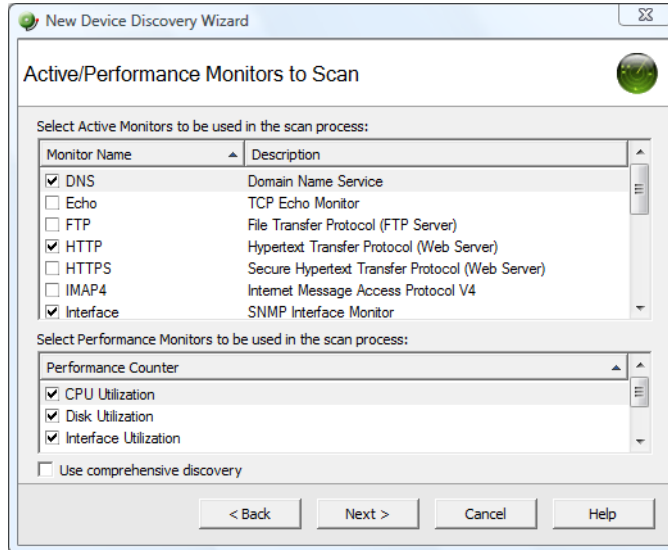 New Device Discovery Wizard
Active/Performance Monitors to Scan
Select Active Monitors to be used in the scan process:
Monitor Name Description
DNS Domain Name Service
Echo TCP Echo Monitor
FTP File Transfer Protocol (FTP Server)
HTTP Hypertext Transfer Protocol (Web Server)
HTTPS Secure Hypertext Transfer Protocol (Web Server)
IMAP4 Internet Message Access Protocol V4
Interface SNMP Interface Monitor
Select Performance Monitors to be used in the scan process:
Performance Counter
CPU Utilization
Disk Utilization
Interface Utilization
Use comprehensive discovery
< Back Next > Cancel Help